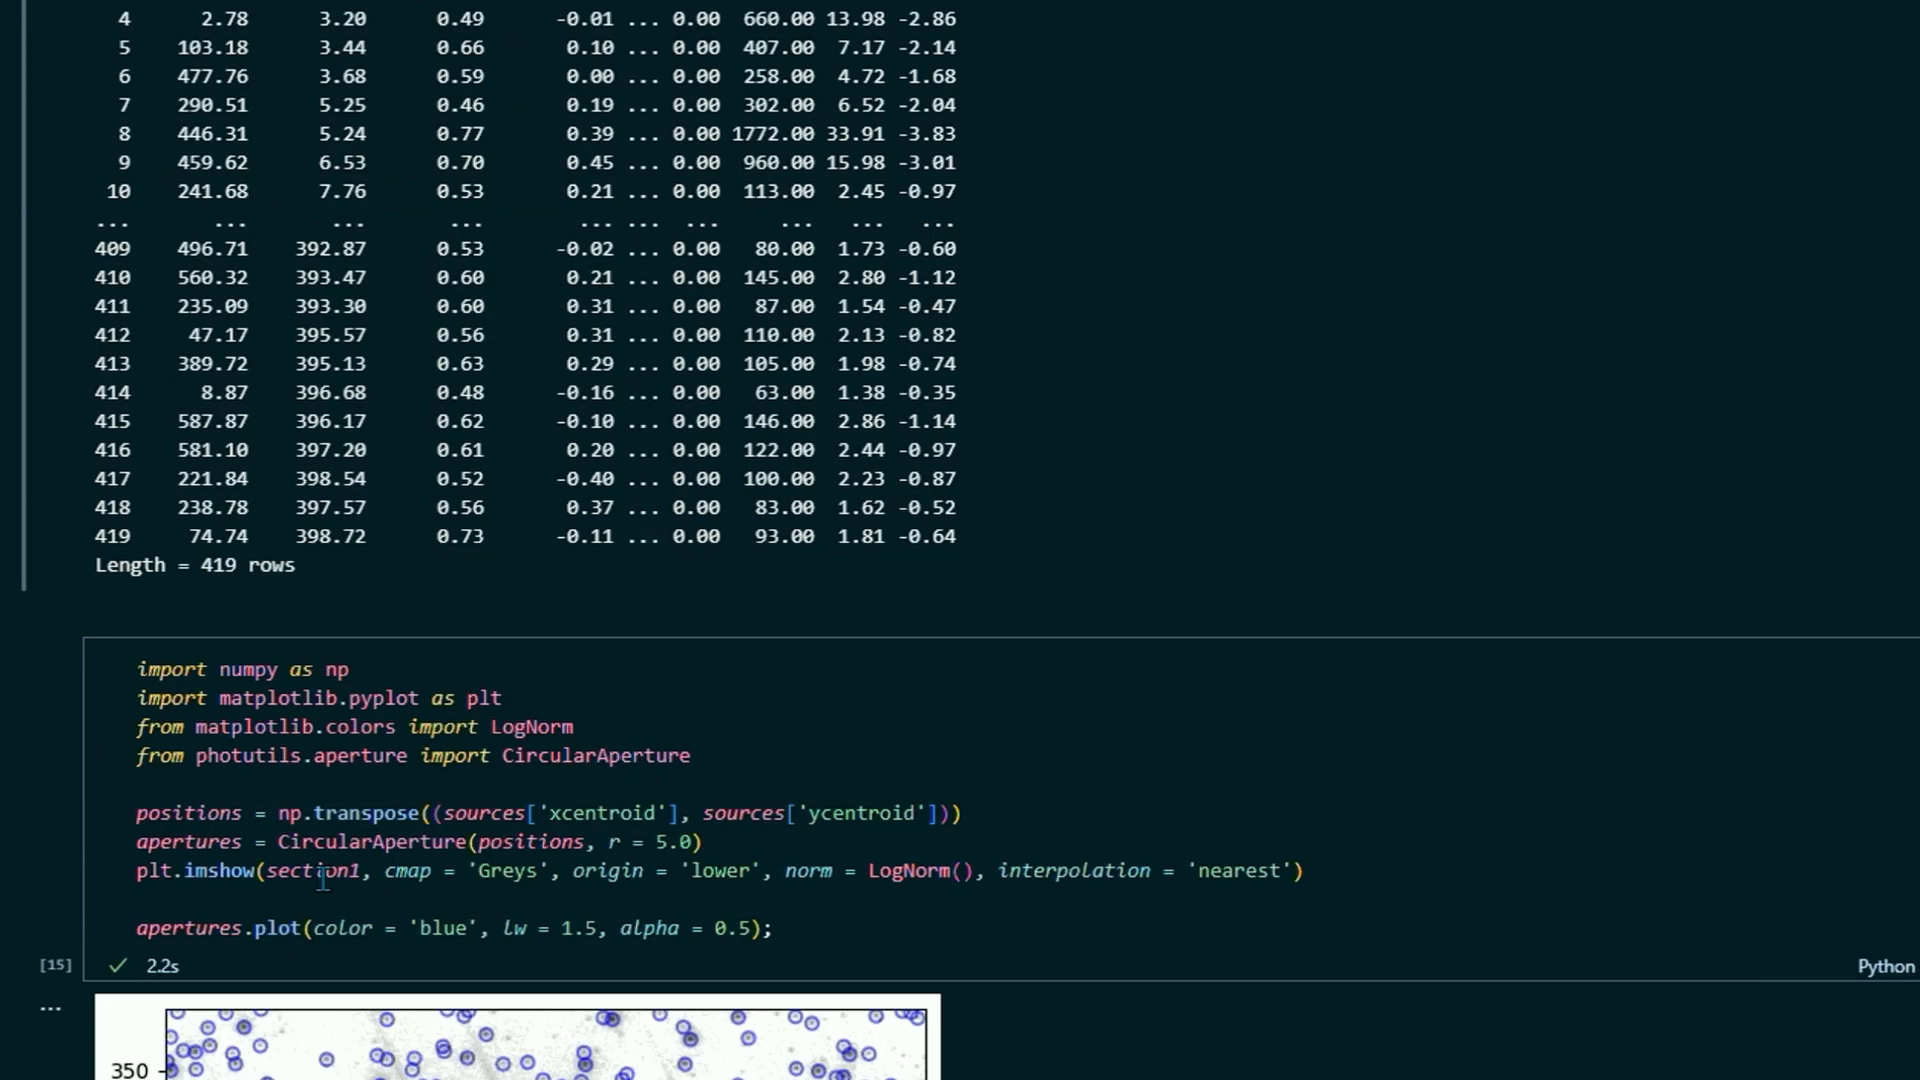 4 2.78 3.20 0.49 -0.01 ... 0.00 660.00 13.98 -2.86
5 103.18 3.44 0.66 0.10 ... 0.00 407.00 7.17 -2.14
6 477.76 3.68 0.59 0.00 ... 0.00 258.00 4.72 -1.68
7 290.51 5.25 0.46 0.19 ... 0.00 302.00 6.52 -2.04
8 446.31 5.24 0.77 0.39 ... 0.00 1772.00 33.91 -3.83
9 459.62 6.53 0.70 0.45 ... 0.00 960.00 15.98 -3.01
10 241.68 7.76 0.53 0.21 ... 0.00 113.00 2.45 -0.97
... ... ... ... ... ... ... ... ... ...
409 496.71 392.87 0.53 -0.02 ... 0.00 80.00 1.73 -0.60
410 560.32 393.47 0.60 0.21 ... 0.00 145.00 2.80 -1.12
411 235.09 393.30 0.60 0.31 ... 0.00 87.00 1.54 -0.47
412 47.17 395.57 0.56 0.31 ... 0.00 110.00 2.13 -0.82
413 389.72 395.13 0.63 0.29 ... 0.00 105.00 1.98 -0.74
414 8.87 396.68 0.48 -0.16 ... 0.00 63.00 1.38 -0.35
415 587.87 396.17 0.62 -0.10 ... 0.00 146.00 2.86 -1.14
416 581.10 397.20 0.61 0.20 ... 0.00 122.00 2.44 -0.97
417 221.84 398.54 0.52 -0.40 ... 0.00 100.00 2.23 -0.87
418 238.78 397.57 0.56 0.37 ... 0.00 83.00 1.62 -0.52
419 74.74 398.72 0.73 -0.11 ... 0.00 93.00 1.81 -0.64
Length = 419 rows
import numpy as np
import matplotlib.pyplot as plt
from matplotlib.colors import LogNorm
from photutils.aperture import CircularAperture
positions = np.transpose((sources['xcentroid'], sources['ycentroid']))
apertures = CircularAperture(positions, r = 5.0)
plt.imshow(section1, cmap = 'Greys', origin = 'lower', norm = LogNorm(), interpolation = 'nearest')
apertures.plot(color = 'blue', lw = 1.5, alpha = 0.5);
[15] ✓ 2.2s Python
...
350